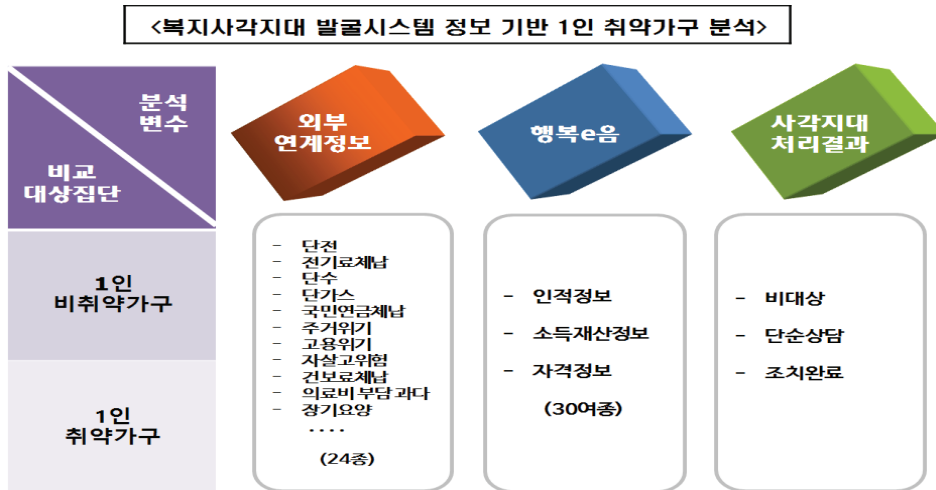 <복지사각지대 발굴시스템 정보 기반 1인 취약가구 분석>
분석
변수
비교
대상집단
외부
연계정보
행복e음
사각지대
처리결과
1인
비취약가구
1인
취약가구
- 단전
- 전기료체납
- 단수
- 단가스
- 국민연금체납
- 주거위기
- 고용위기
- 자살고위험
- 건보료체납
- 의료비 부담 과다
- 장기요양
....
(24종)
- 인적정보
- 소득재산정보
- 자격정보
(30여종)
- 비대상
- 단순상담
- 조치완료